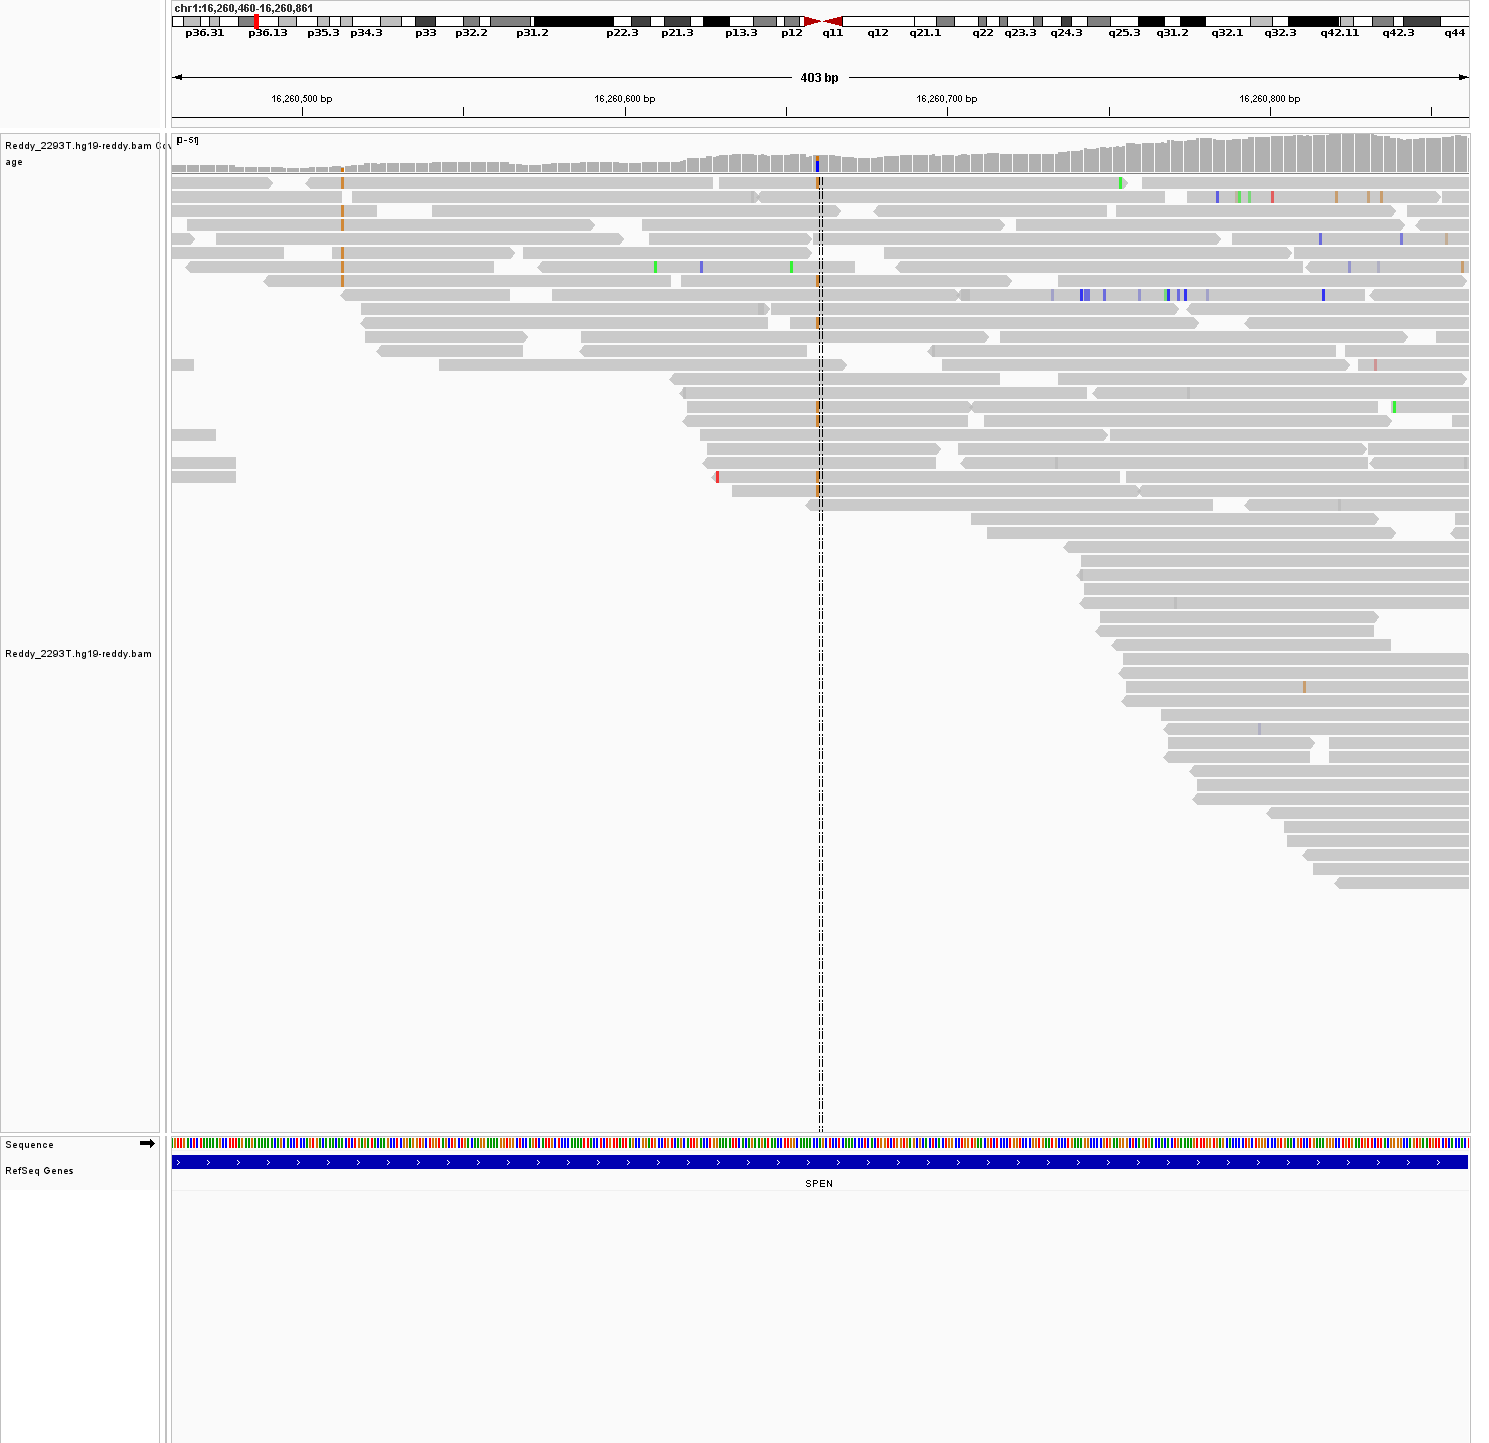 chr1:16,260,460-16,260,861
p36.31 p36.13 p35.3 p34.3 p33 p32.2 p31.2 p22.3 p21.3 p13.3 p12 q11 q12 q21.1 q22 q23.3 q24.3 q25.3 q31.2 q32.1 q32.3 q42.11 q42.3 q44
403 bp
16,260,500 bp 16,260,600 bp 16,260,700 bp 16,260,800 bp
[0-51]
Reddy_2293T.hg19-reddy.bam Cov
age
Reddy_2293T.hg19-reddy.bam
Sequence
RefSeq Genes
SPEN